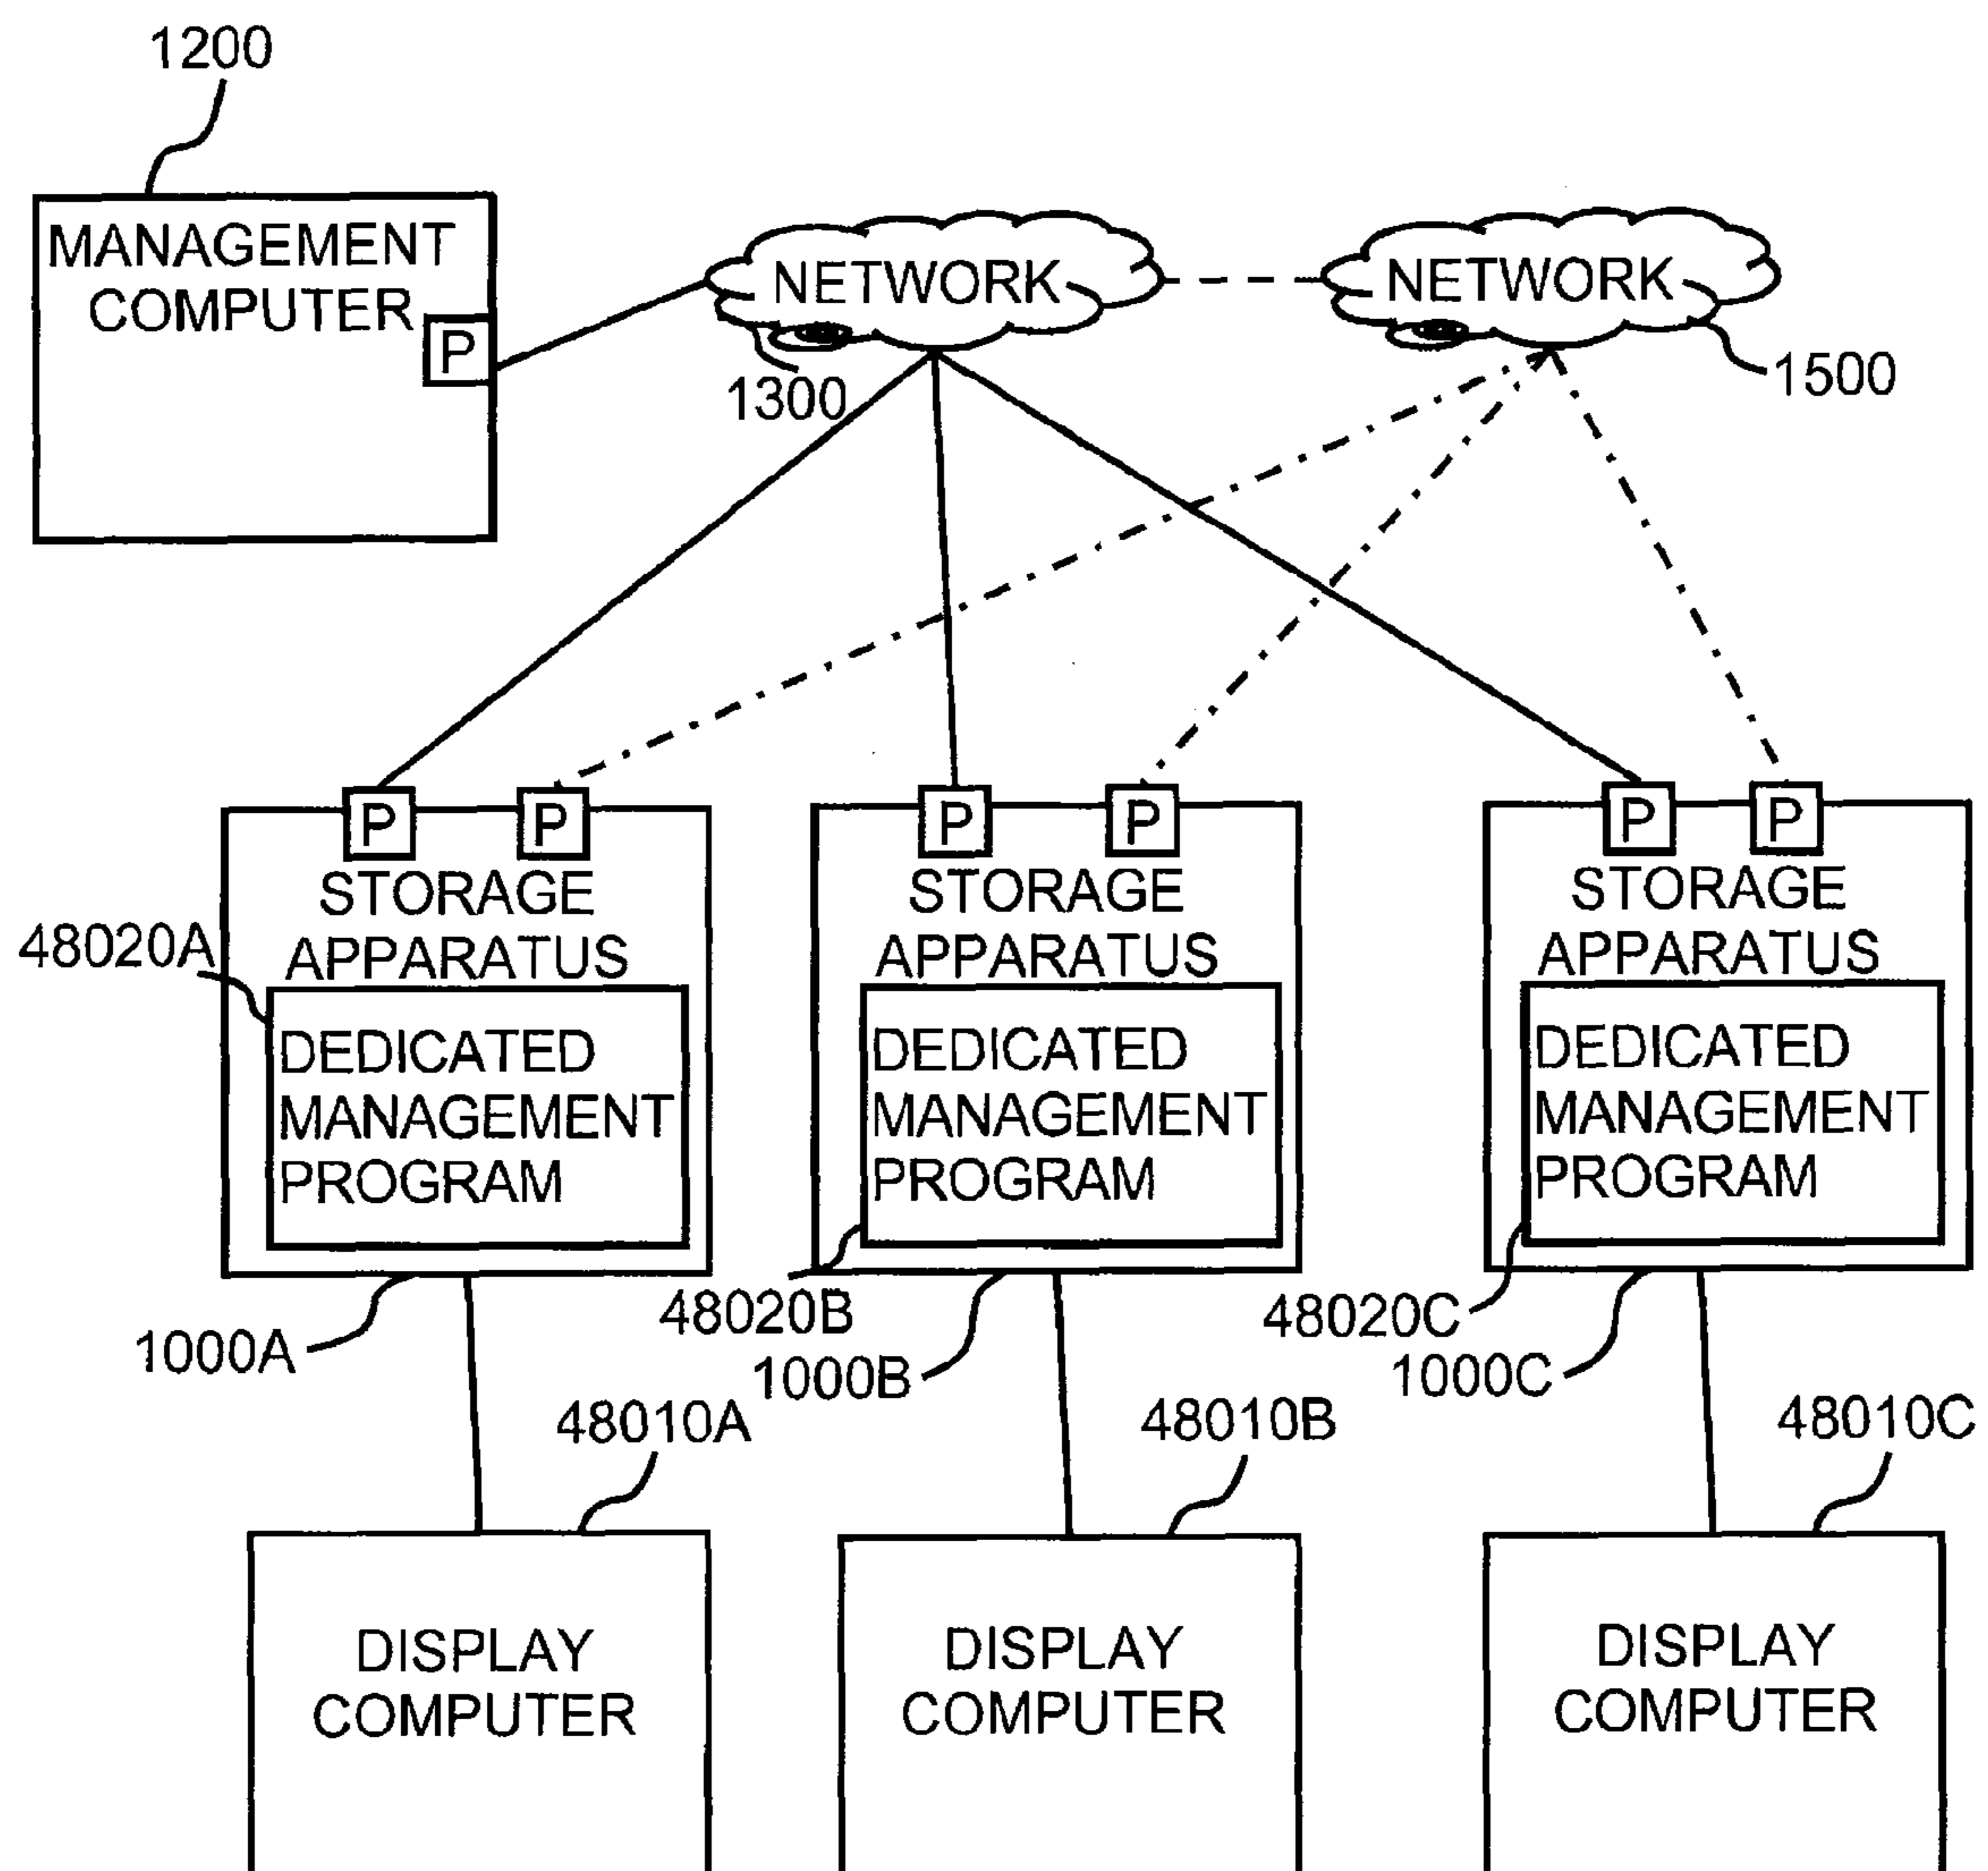 1200
MANAGEMENT
COMPUTER
P
NETWORK
NETWORK
1300
1500
P
P
P
P
P
P
STORAGE
APPARATUS
STORAGE
APPARATUS
STORAGE
APPARATUS
48020A
DEDICATED
MANAGEMENT
PROGRAM
DEDICATED
MANAGEMENT
PROGRAM
DEDICATED
MANAGEMENT
PROGRAM
48020B
48020C
1000A
1000B
1000C
48010A
48010B
48010C
DISPLAY
COMPUTER
DISPLAY
COMPUTER
DISPLAY
COMPUTER